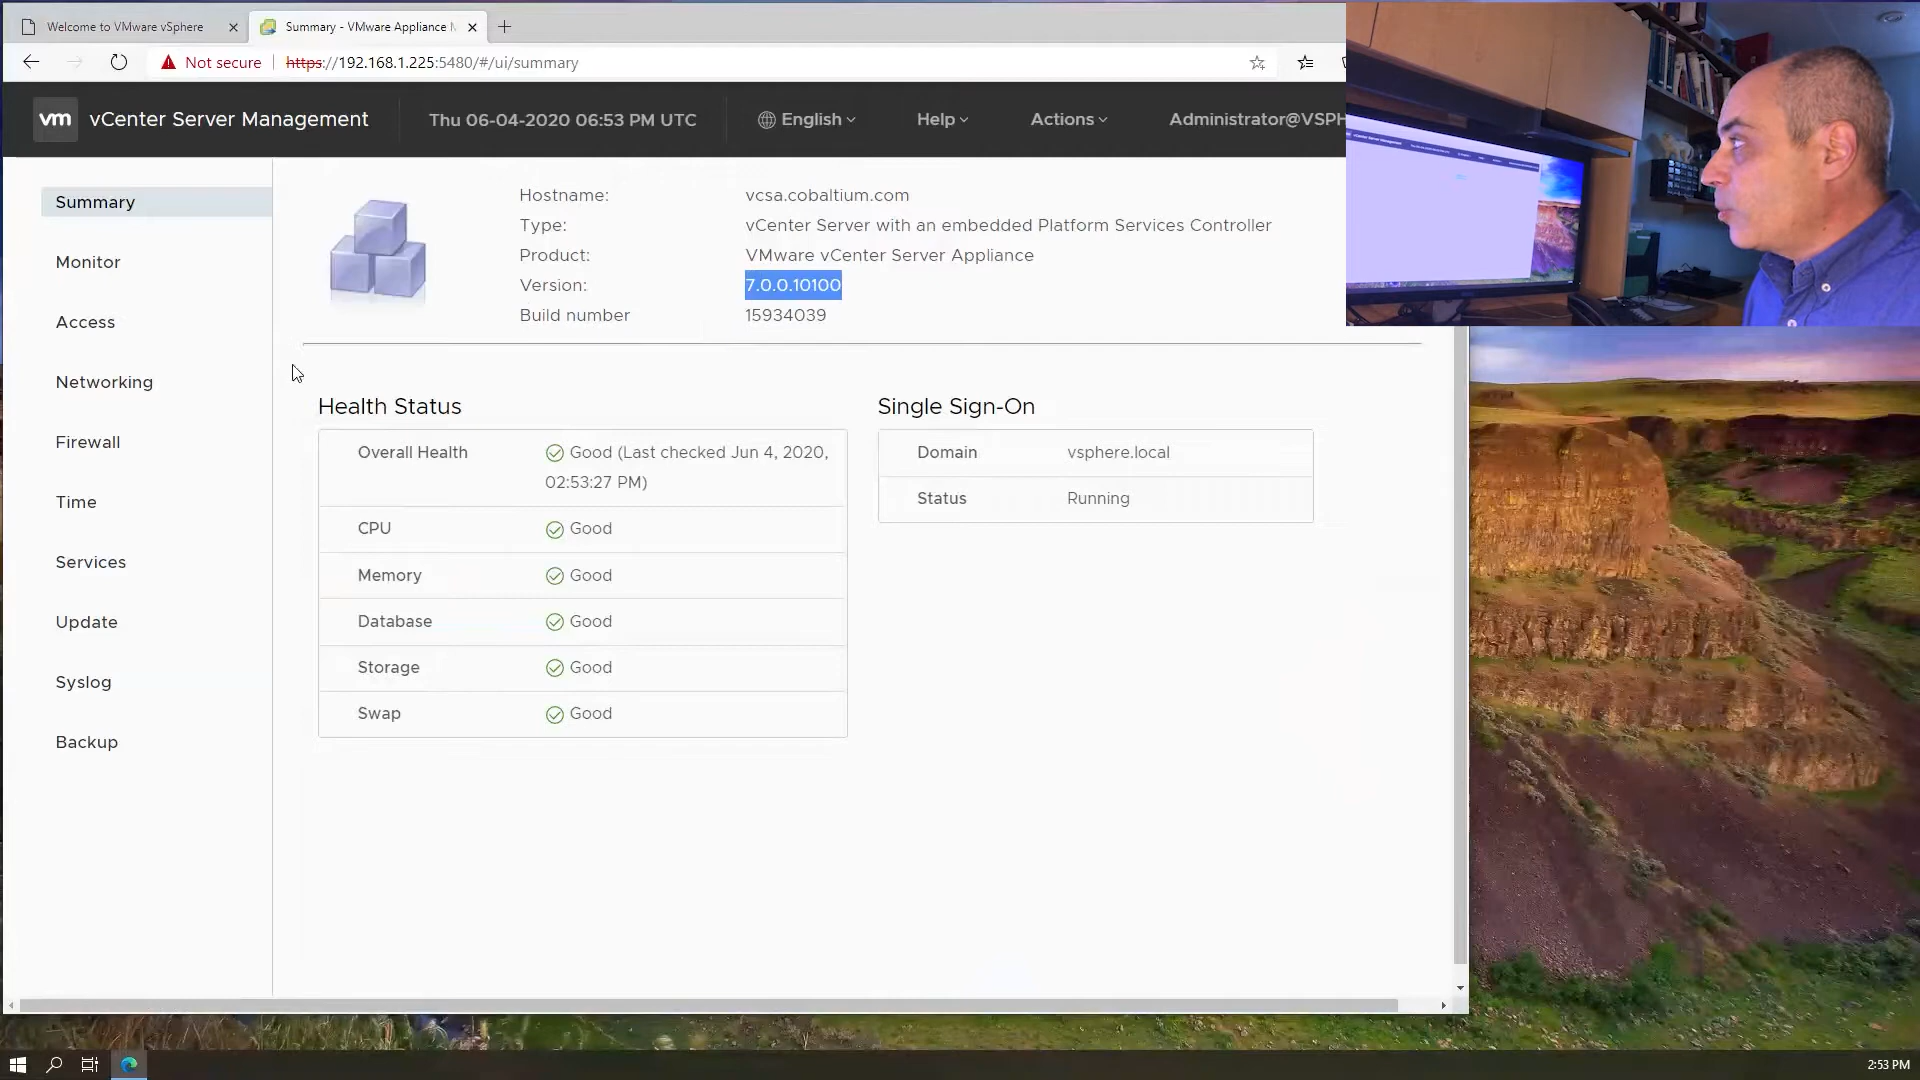 Welcome to VMware vSphere
Summary - VMware Appliance M
Not secure
https://192.168.1.225:5480/#/ui/summary
vm
vCenter Server Management
Thu 06-04-2020 06:53 PM UTC
English
Help
Actions
Administrator@VSPH
Summary
Monitor
Access
Networking
Firewall
Time
Services
Update
Syslog
Backup
Hostname: vcsa.cobaltium.com
Type: vCenter Server with an embedded Platform Services Controller
Product: VMware vCenter Server Appliance
Version: 7.0.0.10100
Build number 15934039
Health Status
Overall Health Good (Last checked Jun 4, 2020,
02:53:27 PM)
CPU Good
Memory Good
Database Good
Storage Good
Swap Good
Single Sign-On
Domain vsphere.local
Status Running
2:53 PM